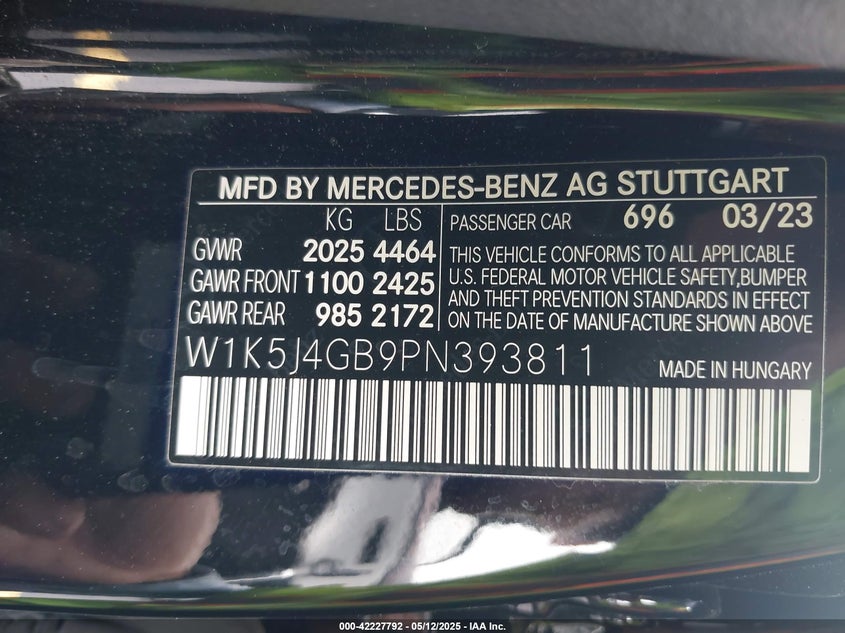 MFD BY MERCEDES-BENZ AG STUTTGART
KG LBS
GVWR 2025 4464
GAWR FRONT 1100 2425
GAWR REAR 985 2172
PASSENGER CAR 696 03/23
THIS VEHICLE CONFORMS TO ALL APPLICABLE
U.S. FEDERAL MOTOR VEHICLE SAFETY,BUMPER
AND THEFT PREVENTION STANDARDS IN EFFECT
ON THE DATE OF MANUFACTURE SHOWN ABOVE
W1K5J4GB9PN393811
MADE IN HUNGARY
000-42227792 - 05/12/2025 - IAA Inc.